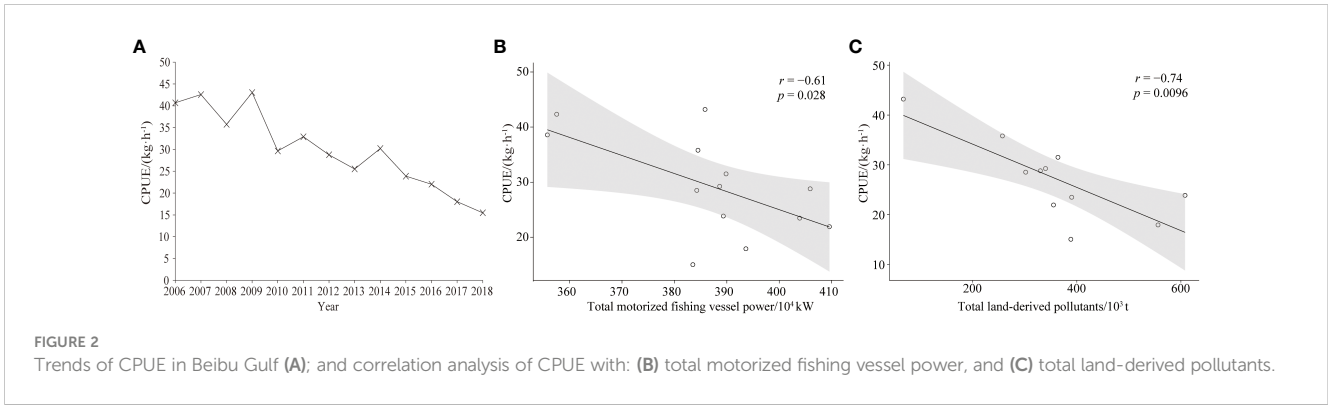 A
CPUE/(kg·h⁻¹)
50
45
40
35
30
25
20
15
10
5
0
2006 2007 2008 2009 2010 2011 2012 2013 2014 2015 2016 2017 2018
Year
B
CPUE/(kg·h⁻¹)
50
40
30
20
r = −0.61
p = 0.028
360 370 380 390 400 410
Total motorized fishing vessel power/10⁴ kW
C
CPUE/(kg·h⁻¹)
50
40
30
20
10
r = −0.74
p = 0.0096
200 400 600
Total land-derived pollutants/10³ t
FIGURE 2
Trends of CPUE in Beibu Gulf (A); and correlation analysis of CPUE with: (B) total motorized fishing vessel power, and (C) total land-derived pollutants.